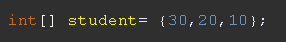 int[] student= {30,20,10};